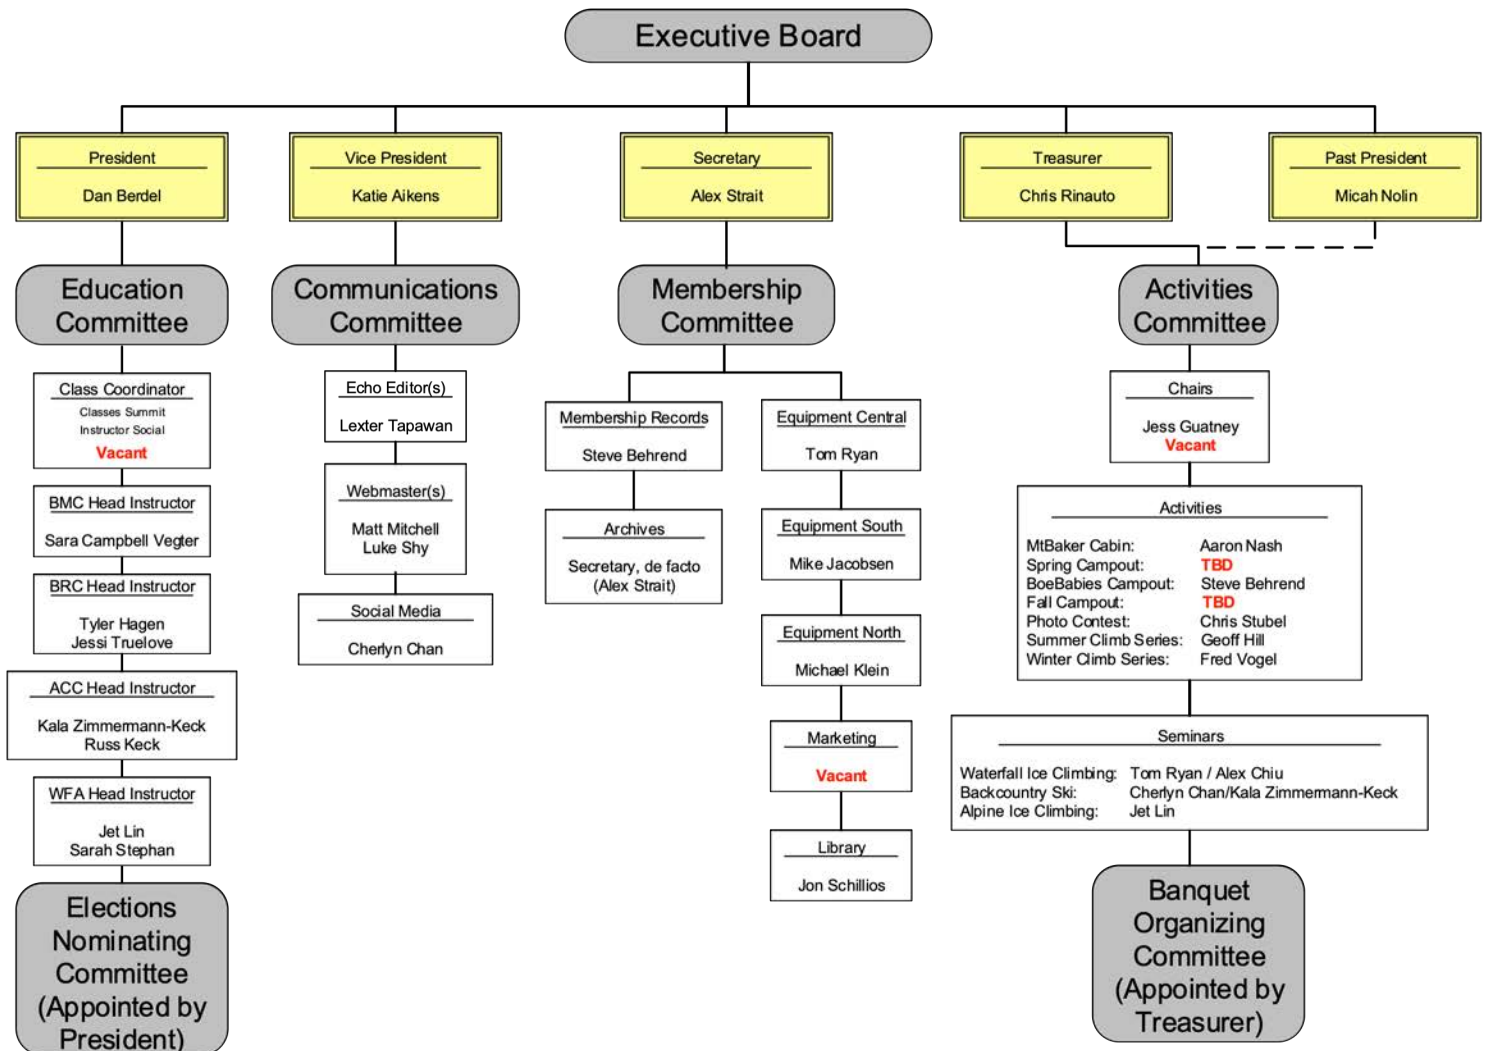 Executive Board
President
Dan Berdel
Vice President
Katie Aikens
Secretary
Alex Strait
Treasurer
Chris Rinauto
Past President
Micah Nolin
Education
Committee
Class Coordinator
Classes Summit
Instructor Social
Vacant
BMC Head Instructor
Sara Campbell Vegter
BRC Head Instructor
Tyler Hagen
Jessi Truelove
ACC Head Instructor
Kala Zimmermann-Keck
Russ Keck
WFA Head Instructor
Jet Lin
Sarah Stephan
Elections
Nominating
Committee
(Appointed by
President)
Communications
Committee
Echo Editor(s)
Lexter Tapawan
Webmaster(s)
Matt Mitchell
Luke Shy
Social Media
Cherlyn Chan
Membership
Committee
Membership Records
Steve Behrend
Archives
Secretary, de facto
(Alex Strait)
Equipment Central
Tom Ryan
Equipment South
Mike Jacobsen
Equipment North
Michael Klein
Marketing
Vacant
Library
Jon Schillios
Activities
Committee
Chairs
Jess Guatney
Vacant
Activities
MtBaker Cabin: Aaron Nash
Spring Campout: TBD
BoeBabies Campout: Steve Behrend
Fall Campout: TBD
Photo Contest: Chris Stubel
Summer Climb Series: Geoff Hill
Winter Climb Series: Fred Vogel
Seminars
Waterfall Ice Climbing: Tom Ryan / Alex Chiu
Backcountry Ski: Cherlyn Chan/Kala Zimmermann-Keck
Alpine Ice Climbing: Jet Lin
Banquet
Organizing
Committee
(Appointed by
Treasurer)